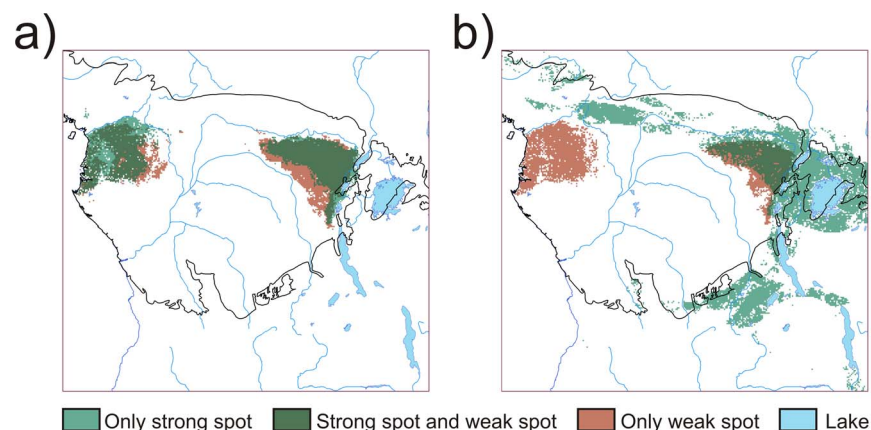 a)
b)
Only strong spot
Strong spot and weak spot
Only weak spot
Lake